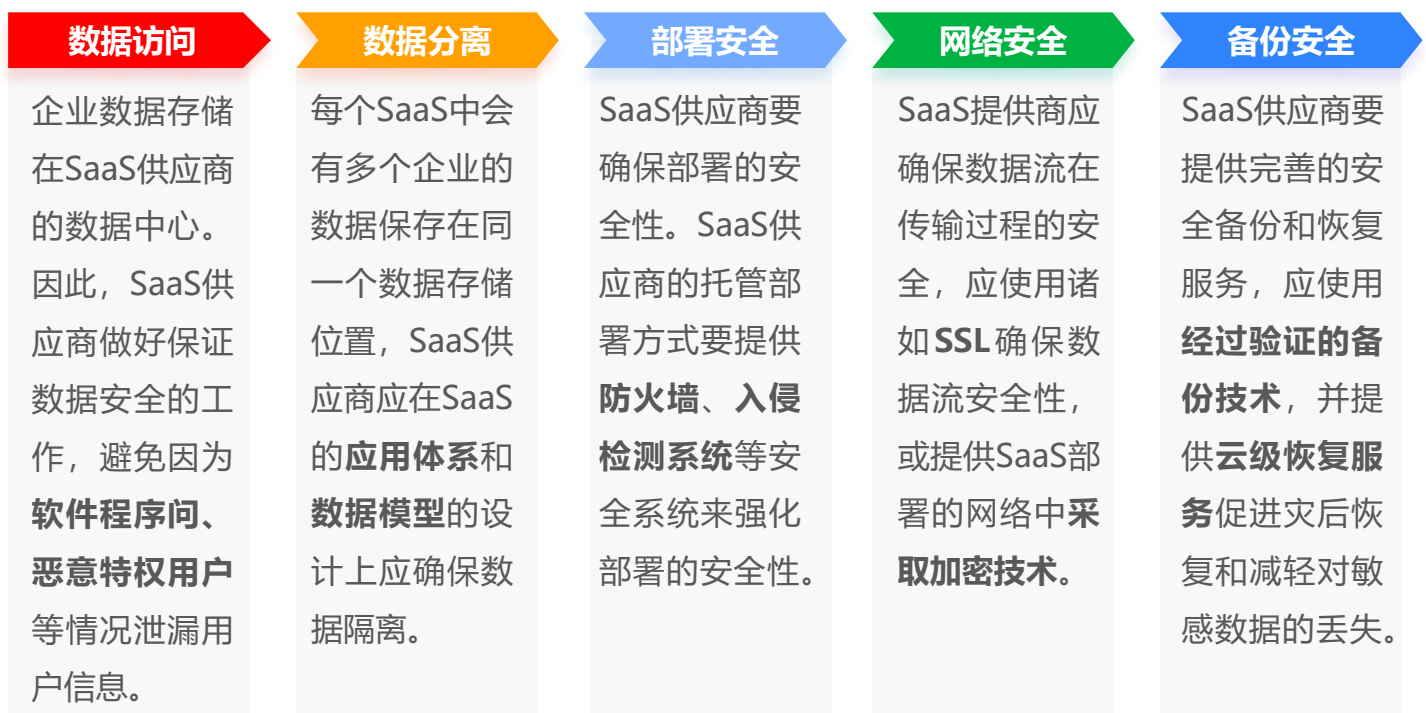 数据访问
企业数据存储
在SaaS供应商
的数据中心。
因此，SaaS供
应商做好保证
数据安全的工
作，避免因为
软件程序问、
恶意特权用户
等情况泄漏用
户信息。
数据分离
每个SaaS中会
有多个企业的
数据保存在同
一个数据存储
位置，SaaS供
应商应在SaaS
的应用体系和
数据模型的设
计上应确保数
据隔离。
部署安全
SaaS供应商要
确保部署的安
全性。SaaS供
应商的托管部
署方式要提供
防火墙、入侵
检测系统等安
全系统来强化
部署的安全性。
网络安全
SaaS提供商应
确保数据流在
传输过程的安
全，应使用诸
如SSL确保数
据流安全性，
或提供SaaS部
署的网络中采
取加密技术。
备份安全
SaaS供应商要
提供完善的安
全备份和恢复
服务，应使用
经过验证的备
份技术，并提
供云级恢复服
务促进灾后恢
复和减轻对敏
感数据的丢失。